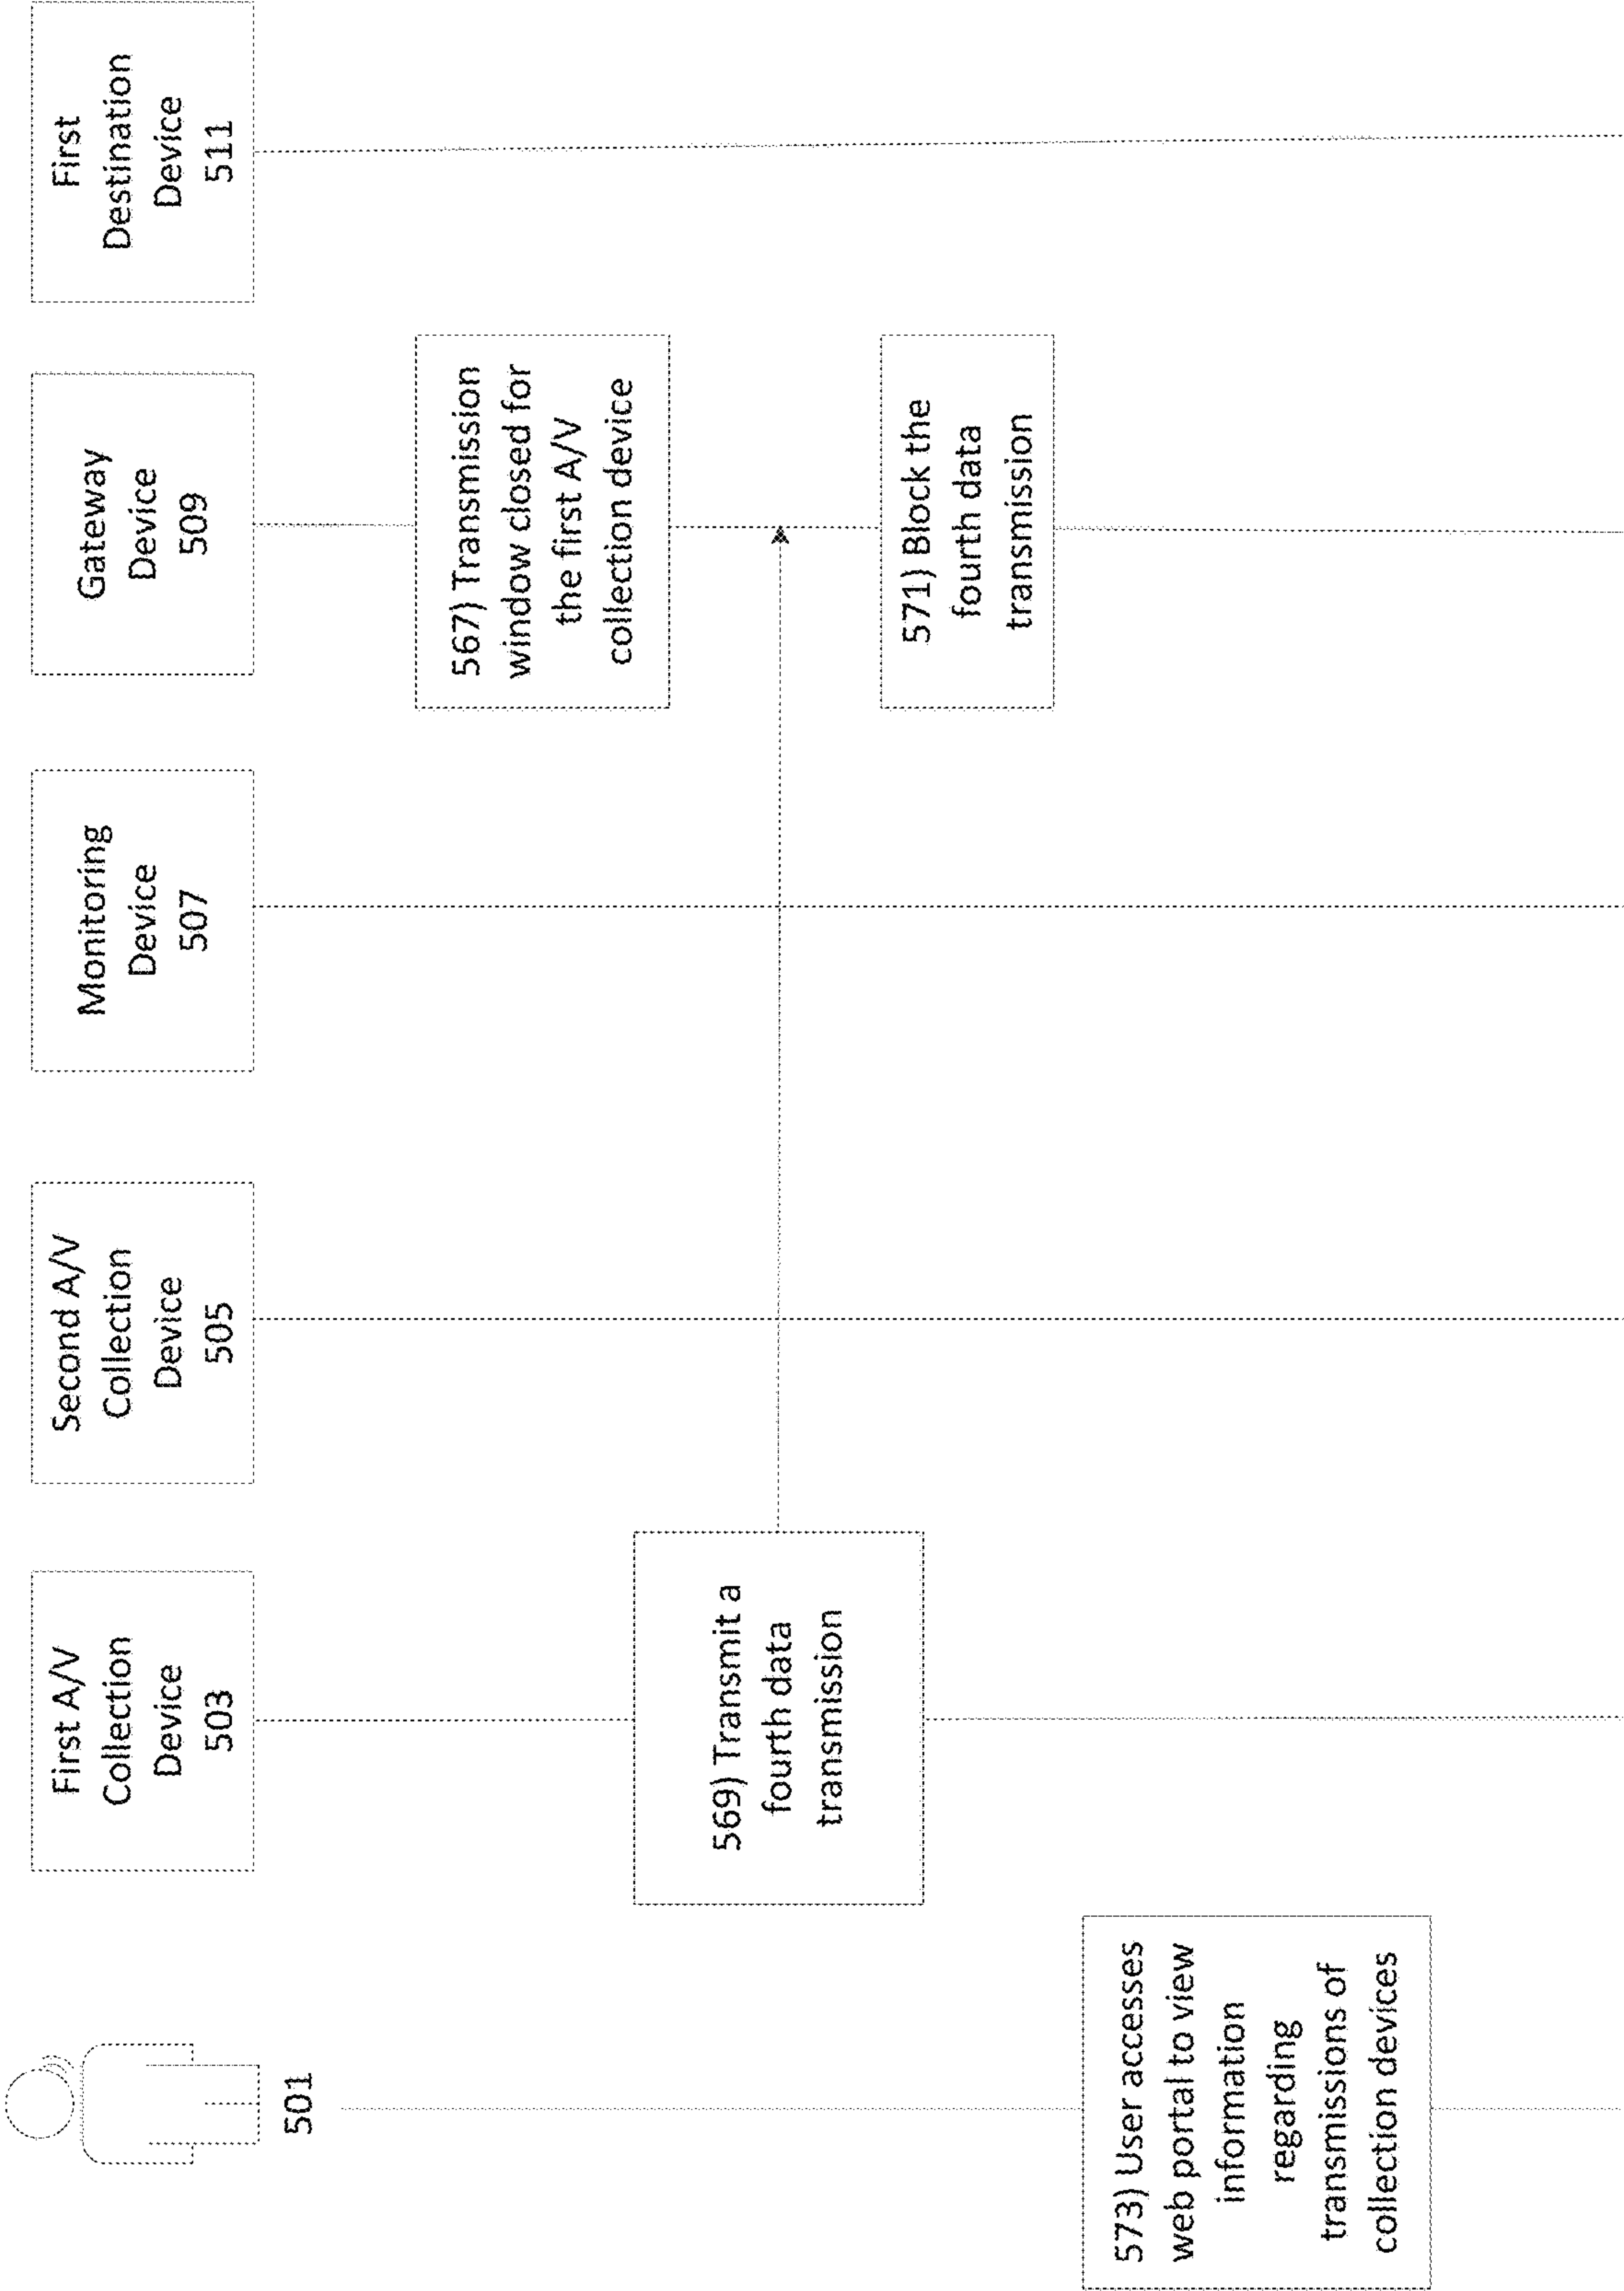 501
First A/V
Collection
Device
503
Second A/V
Collection
Device
505
Monitoring
Device
507
Gateway
Device
509
First
Destination
Device
511
567) Transmission
window closed for
the first A/V
collection device
569) Transmit a
fourth data
transmission
571) Block the
fourth data
transmission
573) User accesses
web portal to view
information
regarding
transmissions of
collection devices